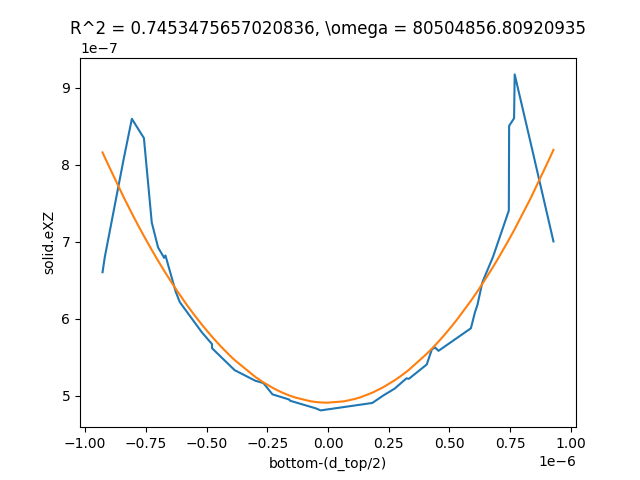 R^2 = 0.7453475657020836, \omega = 80504856.80920935
1e−7
9
8
7
6
5
solid.eXZ
−1.00 −0.75 −0.50 −0.25 0.00 0.25 0.50 0.75 1.00
1e−6
bottom-(d_top/2)